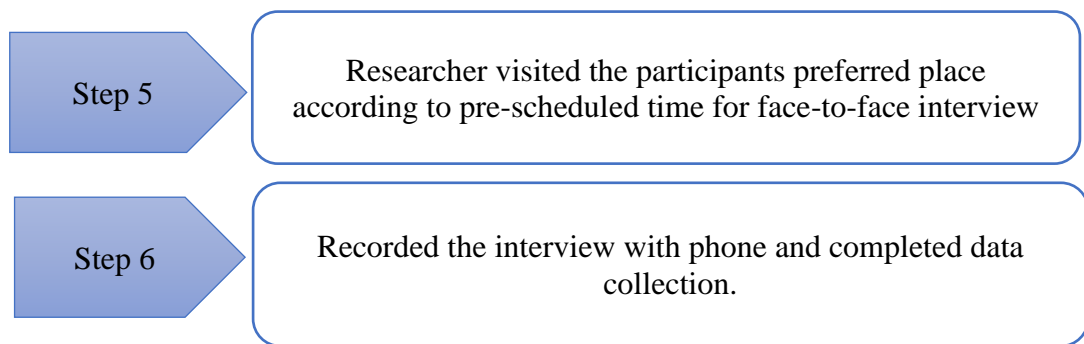 Step 5
Researcher visited the participants preferred place
according to pre-scheduled time for face-to-face interview
Step 6
Recorded the interview with phone and completed data
collection.